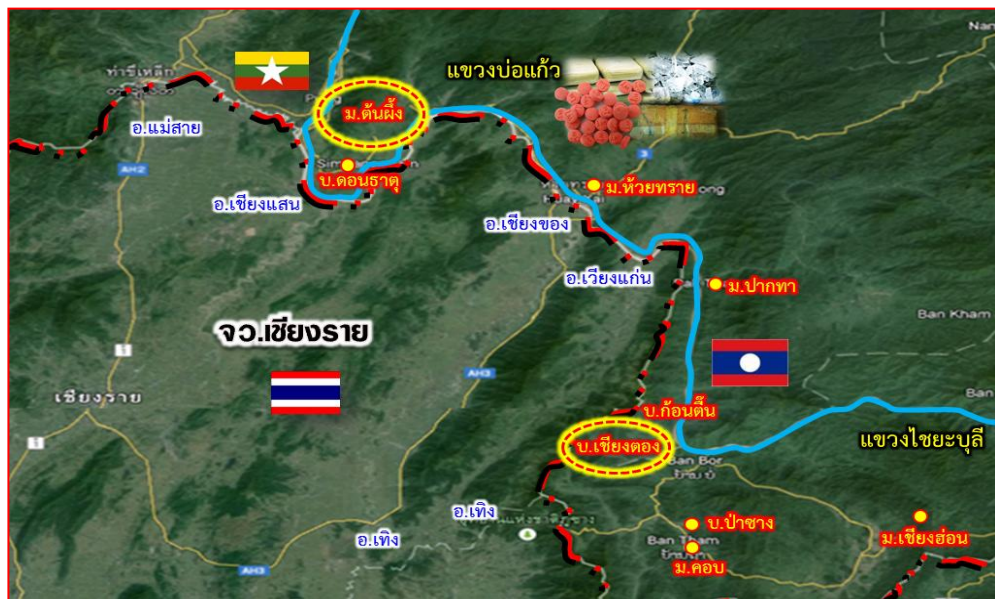 ท่าขี้เหล็ก
แขวงบ่อแก้ว
ม.ต้นผึ้ง
อ.แม่สาย
AH2
3
บ.ดอนธาตุ
ม.ห้วยทราย
อ.เชียงแสน
อ.เชียงของ
อ.เวียงแก่น
ม.ปากทา
Ban Kham
จว.เชียงราย
1
AH3
เชียงราย
บ.ก้อนตื้น
บ.เชียงตอง
แขวงไชยะบุลี
Ban Bor
อ.เทิง
บ.ป่าซาง
ม.เชียงฮ่อน
อ.เทิง
Ban Tham
ม.คอบ
AH3